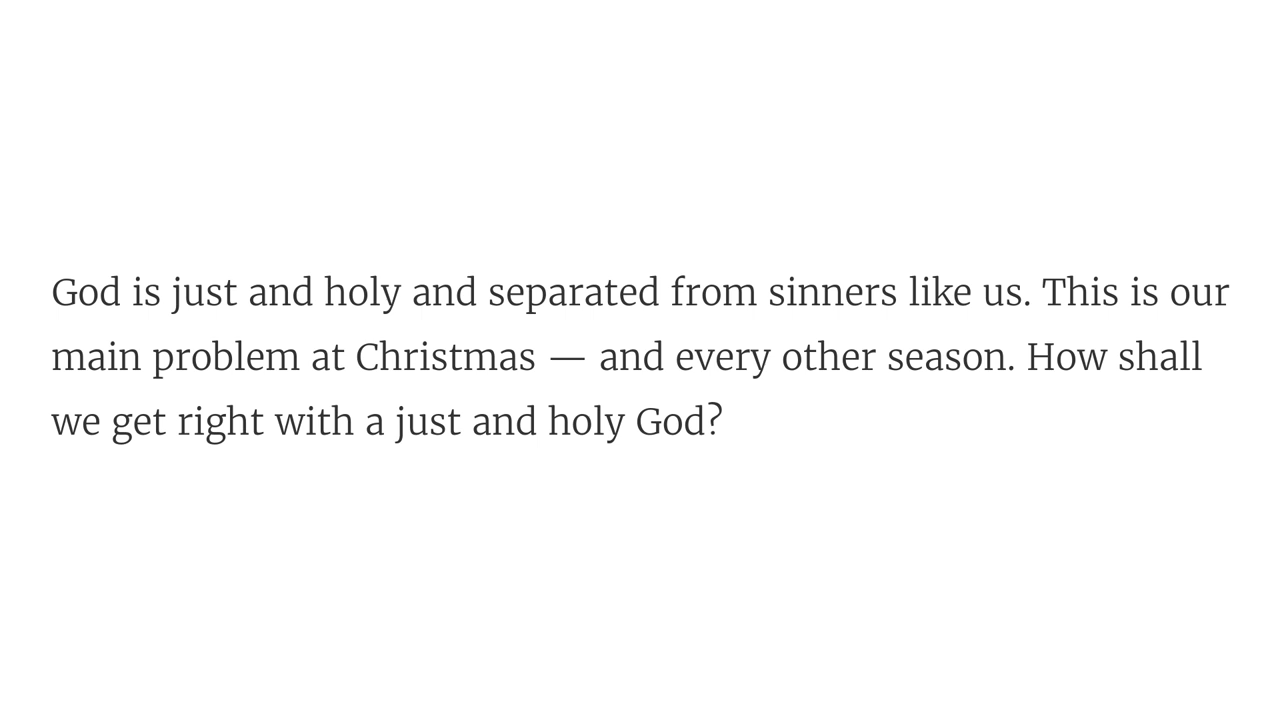 God is just and holy and separated from sinners like us. This is our
main problem at Christmas — and every other season. How shall
we get right with a just and holy God?